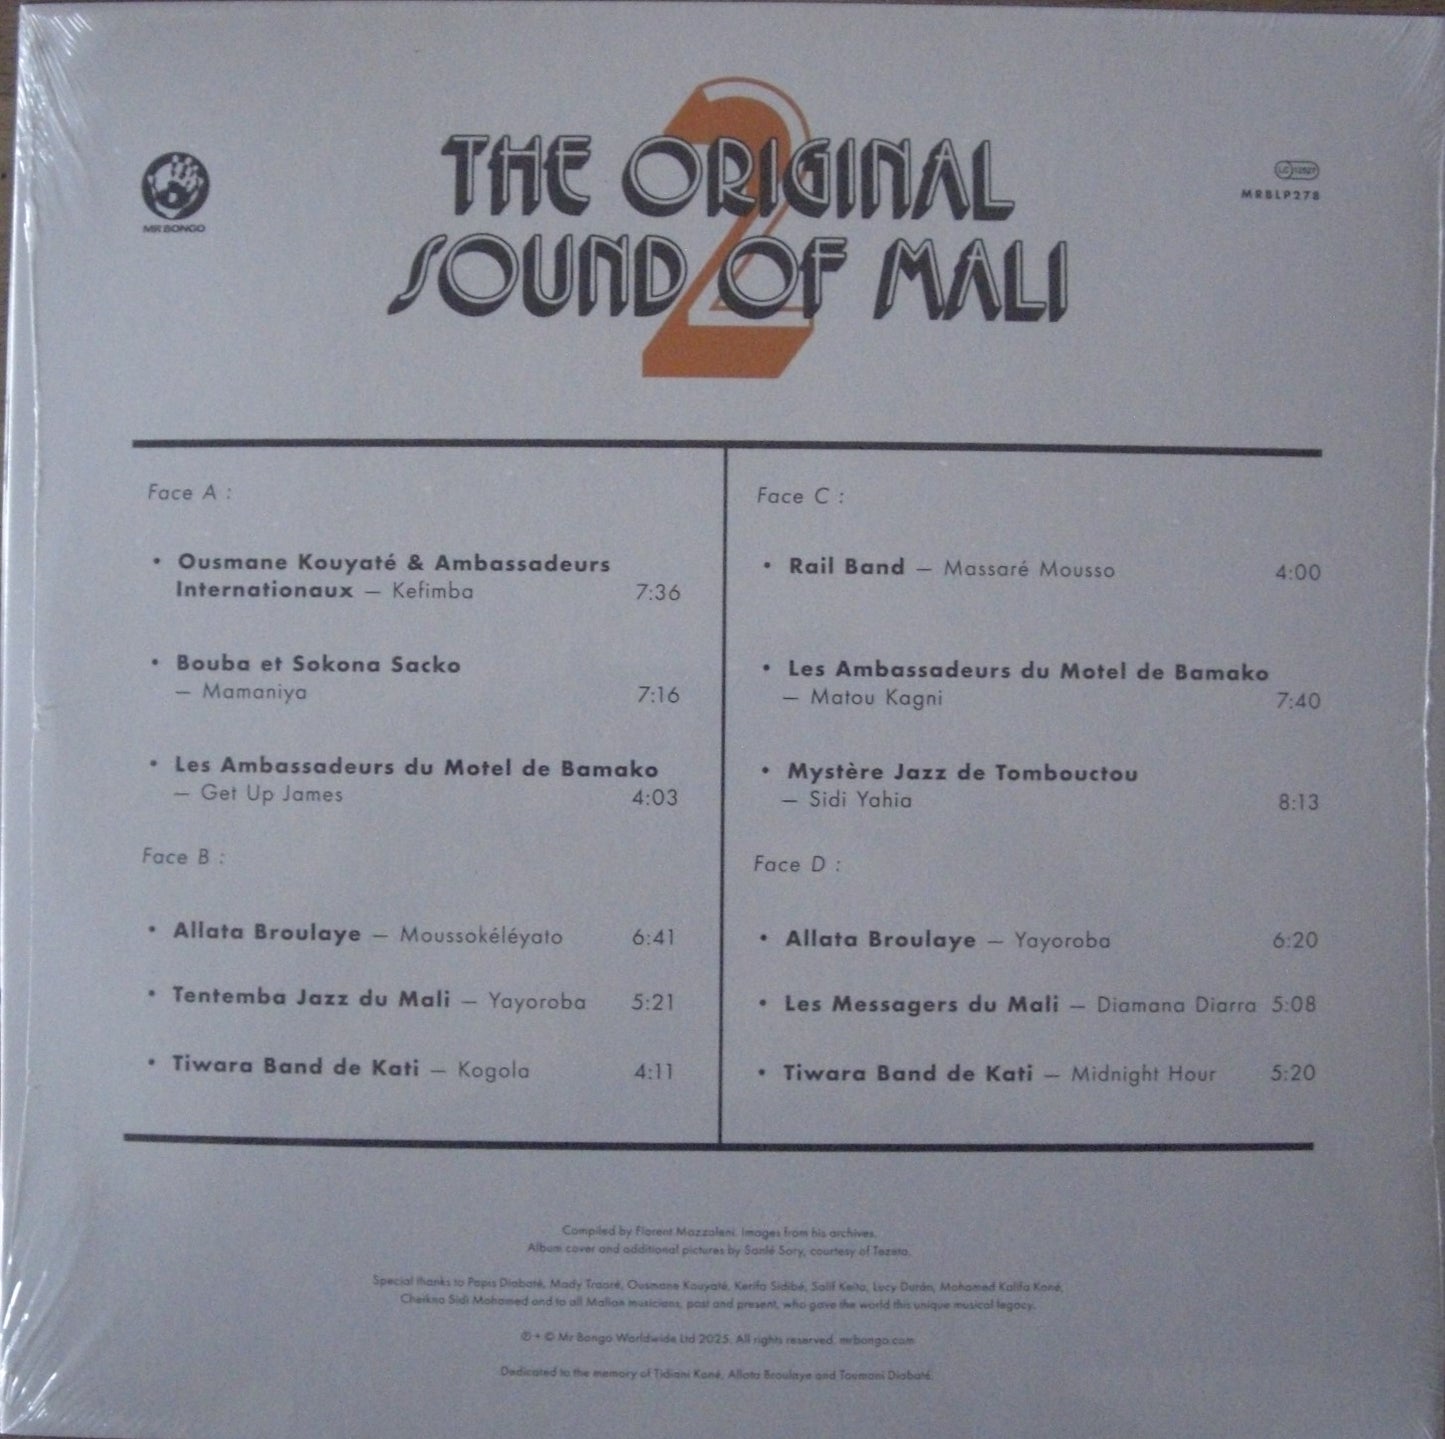 2
THE ORIGINAL
SOUND OF MALI
MR BONGO
LC 12527
MRBLP278
Face A :
• Ousmane Kouyaté & Ambassadeurs
Internationaux — Kefimba 7:36
• Bouba et Sokona Sacko
— Mamaniya 7:16
• Les Ambassadeurs du Motel de Bamako
— Get Up James 4:03
Face B :
• Allata Broulaye — Moussokéléyato 6:41
• Tentemba Jazz du Mali — Yayoroba 5:21
• Tiwara Band de Kati — Kogola 4:11
Face C :
• Rail Band — Massaré Mousso 4:00
• Les Ambassadeurs du Motel de Bamako
— Matou Kagni 7:40
• Mystère Jazz de Tombouctou
— Sidi Yahia 8:13
Face D :
• Allata Broulaye — Yayoroba 6:20
• Les Messagers du Mali — Diamana Diarra 5:08
• Tiwara Band de Kati — Midnight Hour 5:20
Compiled by Florent Mazzoleni. Images from his archives.
Album cover and additional pictures by Sanlé Sory, courtesy of Tezeta.
Special thanks to Papis Diabaté, Mady Traoré, Ousmane Kouyaté, Kerifa Sidibé, Salif Keita, Lucy Durán, Mohamed Kalifa Koné,
Cheikna Sidi Mohamed and to all Malian musicians, past and present, who gave the world this unique musical legacy.
℗ + © Mr Bongo Worldwide Ltd 2025. All rights reserved. mrbongo.com
Dedicated to the memory of Tidiani Koné, Allata Broulaye and Toumani Diabaté.